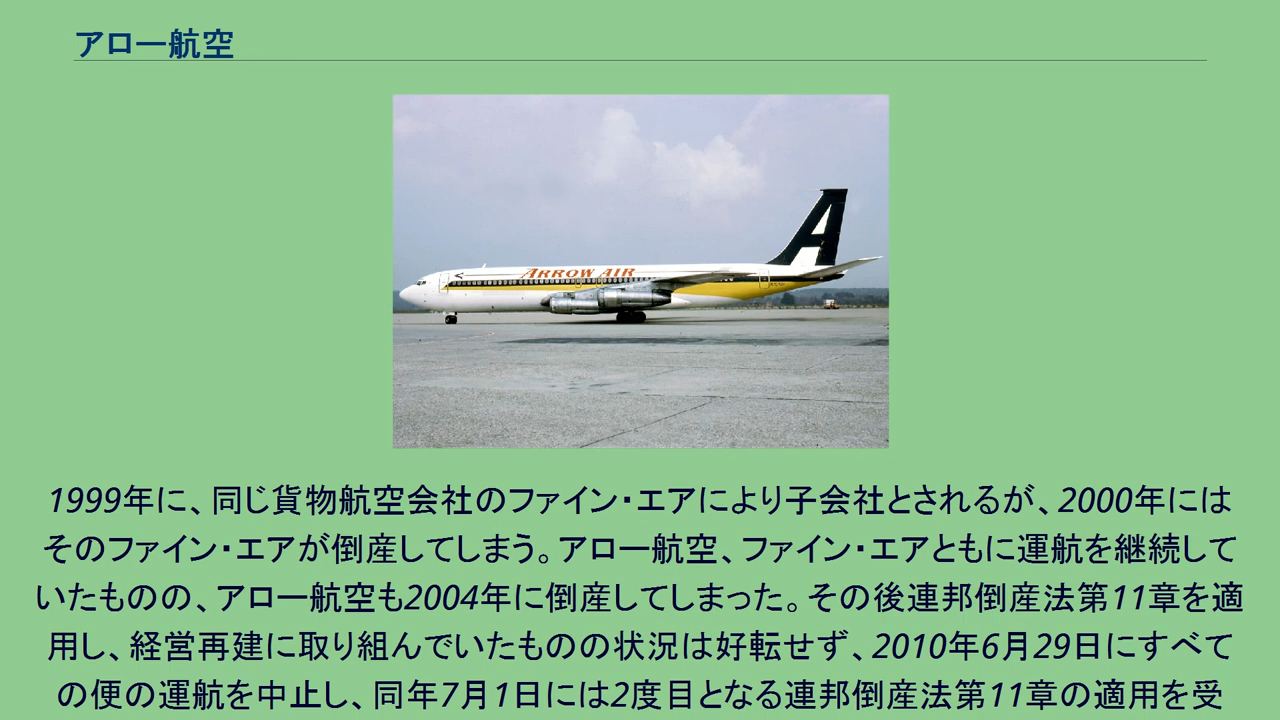 アロー航空
ARROW AIR
A
1999年に、同じ貨物航空会社のファイン・エアにより子会社とされるが、2000年には
そのファイン・エアが倒産してしまう。アロー航空、ファイン・エアともに運航を継続して
いたものの、アロー航空も2004年に倒産してしまった。その後連邦倒産法第11章を適
用し、経営再建に取り組んでいたものの状況は好転せず、2010年6月29日にすべて
の便の運航を中止し、同年7月1日には2度目となる連邦倒産法第11章の適用を受